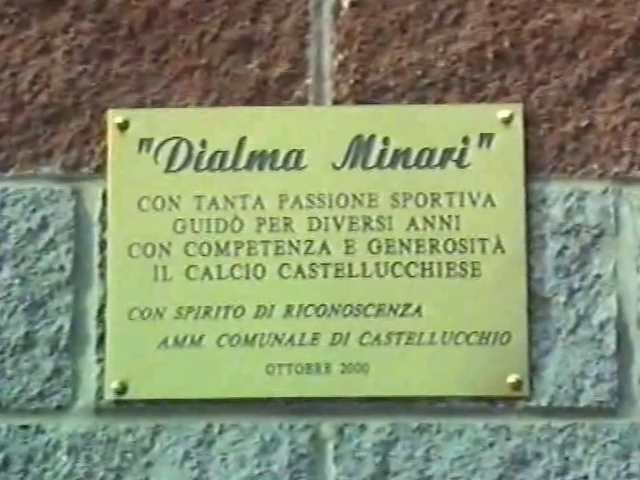 "Dialma Minari"
CON TANTA PASSIONE SPORTIVA
GUIDÒ PER DIVERSI ANNI
CON COMPETENZA E GENEROSITÀ
IL CALCIO CASTELLUCCHIESE
CON SPIRITO DI RICONOSCENZA
AMM. COMUNALE DI CASTELLUCCHIO
OTTOBRE 2000